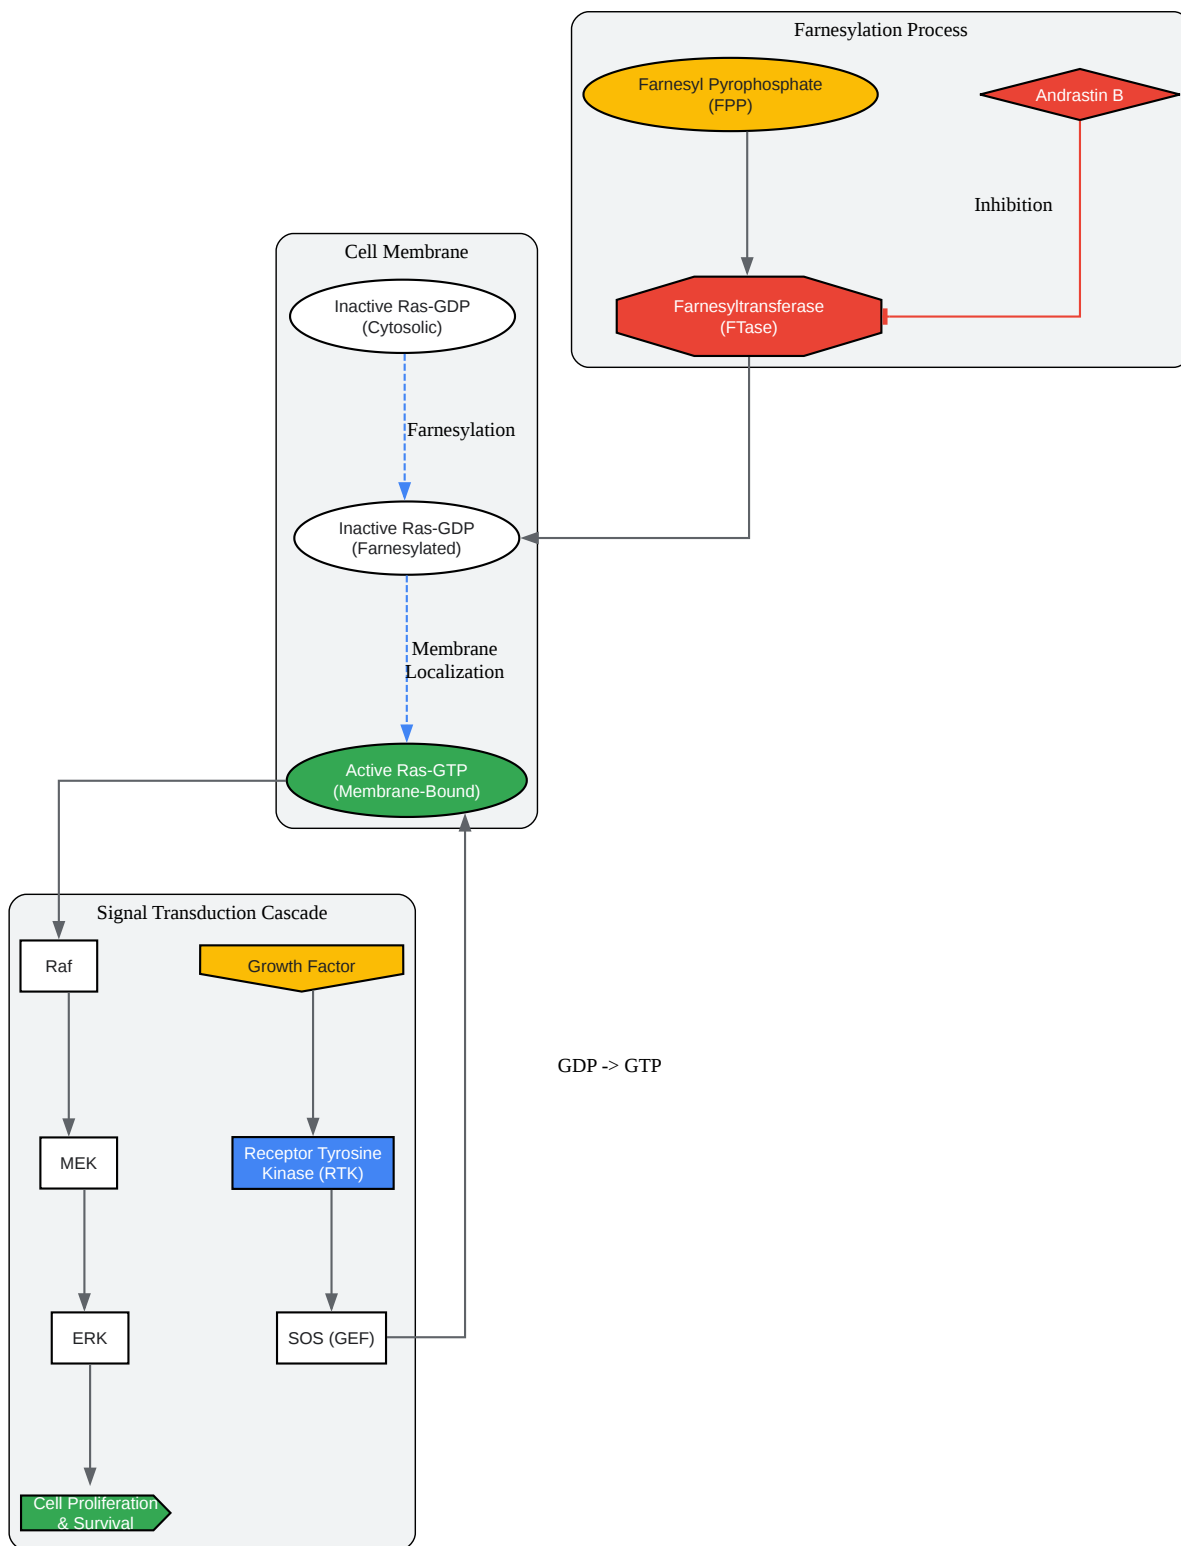 Farnesylation Process
Farnesyl Pyrophosphate
(FPP)
Andrastin B
Inhibition
Farnesyltransferase
(FTase)
Cell Membrane
Inactive Ras-GDP
(Cytosolic)
Farnesylation
Inactive Ras-GDP
(Farnesylated)
Membrane
Localization
Active Ras-GTP
(Membrane-Bound)
Signal Transduction Cascade
Raf
Growth Factor
GDP -> GTP
MEK
Receptor Tyrosine
Kinase (RTK)
ERK
SOS (GEF)
Cell Proliferation
& Survival